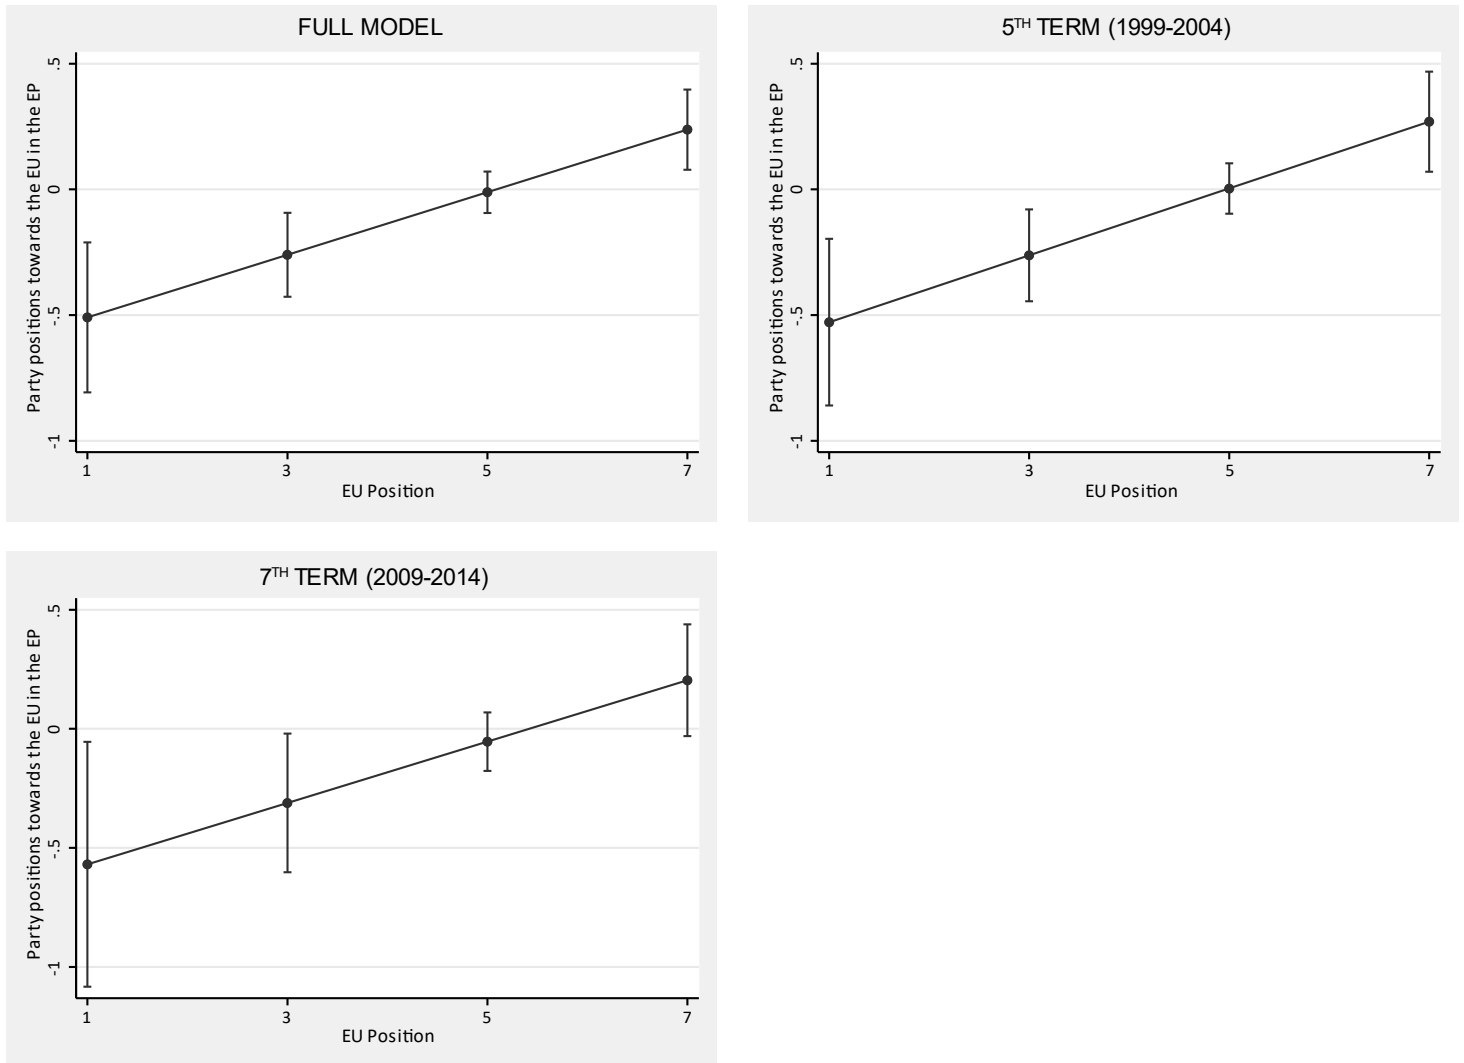 FULL MODEL
Party positions towards the EU in the EP
.5
0
-.5
-1
1 3 5 7
EU Position
5TH TERM (1999-2004)
Party positions towards the EU in the EP
.5
0
-.5
-1
1 3 5 7
EU Position
7TH TERM (2009-2014)
Party positions towards the EU in the EP
.5
0
-.5
-1
1 3 5 7
EU Position